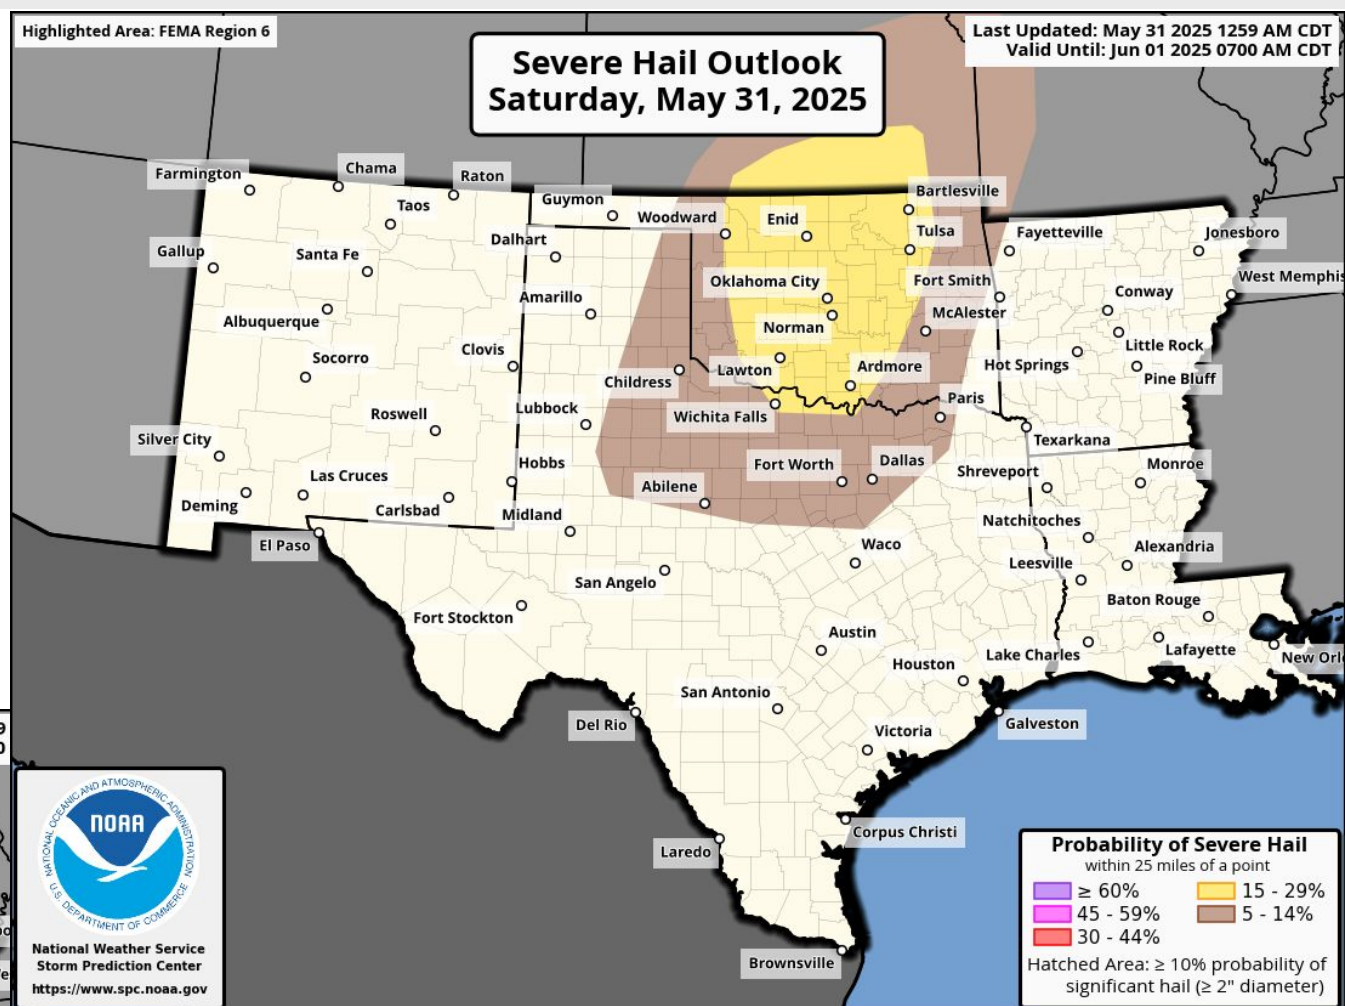 Highlighted Area: FEMA Region 6
Severe Hail Outlook
Saturday, May 31, 2025
Last Updated: May 31 2025 1259 AM CDT
Valid Until: Jun 01 2025 0700 AM CDT
Farmington
Chama
Raton
Taos
Guymon
Woodward
Enid
Bartlesville
Tulsa
Fayetteville
Jonesboro
Gallup
Santa Fe
Dalhart
Oklahoma City
Fort Smith
West Memphis
Albuquerque
Amarillo
Norman
McAlester
Conway
Little Rock
Socorro
Clovis
Childress
Lawton
Ardmore
Hot Springs
Pine Bluff
Roswell
Lubbock
Wichita Falls
Paris
Texarkana
Silver City
Las Cruces
Hobbs
Abilene
Fort Worth
Dallas
Shreveport
Monroe
Deming
Carlsbad
Midland
Natchitoches
El Paso
Waco
Leesville
Alexandria
San Angelo
Fort Stockton
Baton Rouge
Austin
Houston
Lake Charles
Lafayette
New Orl
San Antonio
Del Rio
Victoria
Galveston
Corpus Christi
Laredo
Brownsville
9
0
NATIONAL OCEANIC AND ATMOSPHERIC ADMINISTRATION
NOAA
U.S. DEPARTMENT OF COMMERCE
National Weather Service
Storm Prediction Center
https://www.spc.noaa.gov
Probability of Severe Hail
within 25 miles of a point
≥ 60%
15 - 29%
45 - 59%
5 - 14%
30 - 44%
Hatched Area: ≥ 10% probability of
significant hail (≥ 2" diameter)